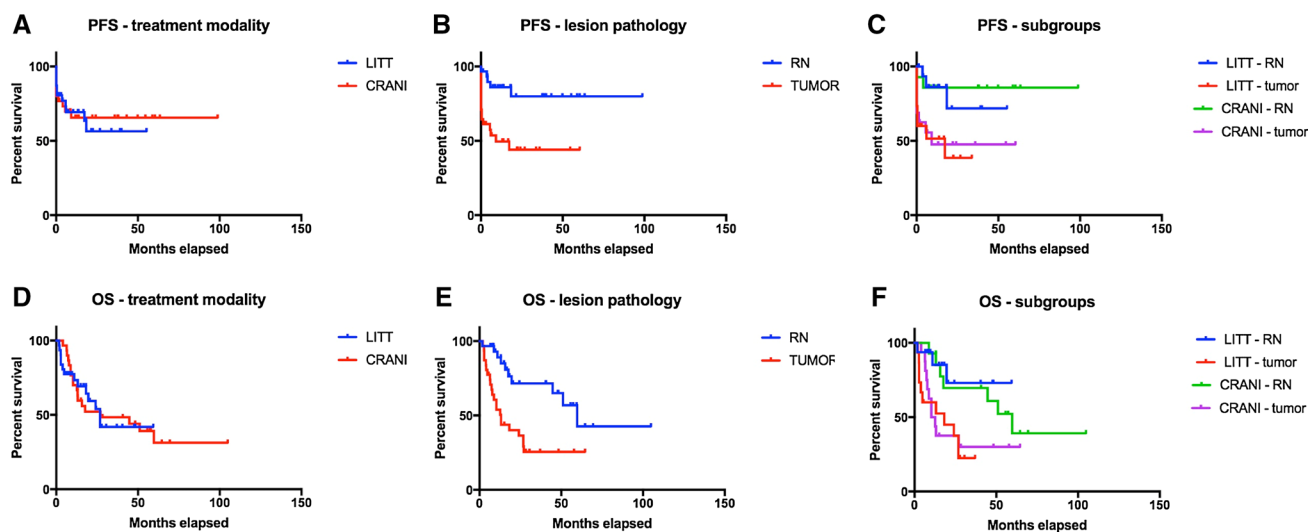 A
PFS - treatment modality
Percent survival
100
50
0
0
50
100
150
Months elapsed
LITT
CRANI
B
PFS - lesion pathology
Percent survival
100
50
0
0
50
100
150
Months elapsed
RN
TUMOR
C
PFS - subgroups
Percent survival
100
50
0
0
50
100
150
Months elapsed
LITT - RN
LITT - tumor
CRANI - RN
CRANI - tumor
D
OS - treatment modality
Percent survival
100
50
0
0
50
100
150
Months elapsed
LITT
CRANI
E
OS - lesion pathology
Percent survival
100
50
0
0
50
100
150
Months elapsed
RN
TUMOR
F
OS - subgroups
Percent survival
100
50
0
0
50
100
150
Months elapsed
LITT - RN
LITT - tumor
CRANI - RN
CRANI - tumor